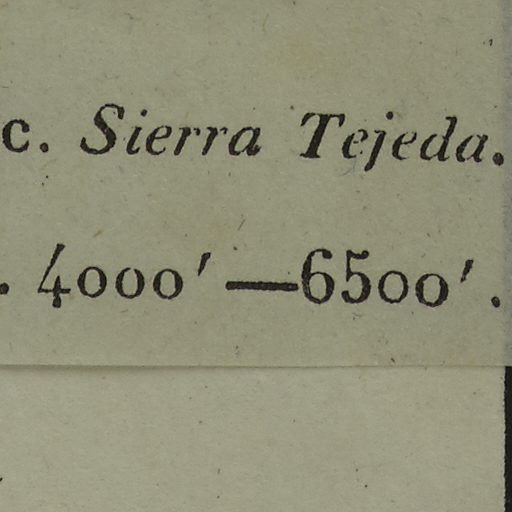 c. Sierra Tejeda.
. 4000′—6500′.